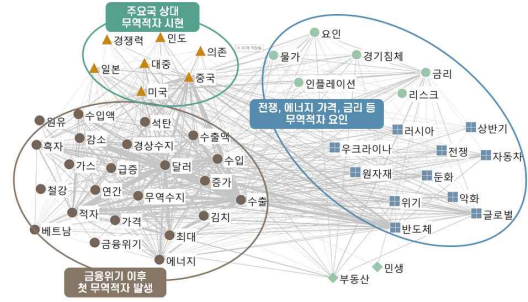 주요국 상대
무역적자 시현
경쟁력
인도
의존
일본
대중
중국
미국
요인
물가
경기침체
인플레이션
금리
리스크
전쟁, 에너지 가격, 금리 등
무역적자 요인
러시아
상반기
우크라이나
전쟁
자동차
원자재
둔화
위기
악화
글로벌
반도체
원유
수입액
석탄
흑자
감소
경상수지
수출액
가스
급증
달러
수입
철강
연간
무역수지
증가
수출
적자
가격
김치
베트남
금융위기
최대
에너지
금융위기 이후
첫 무역적자 발생
부동산
민생